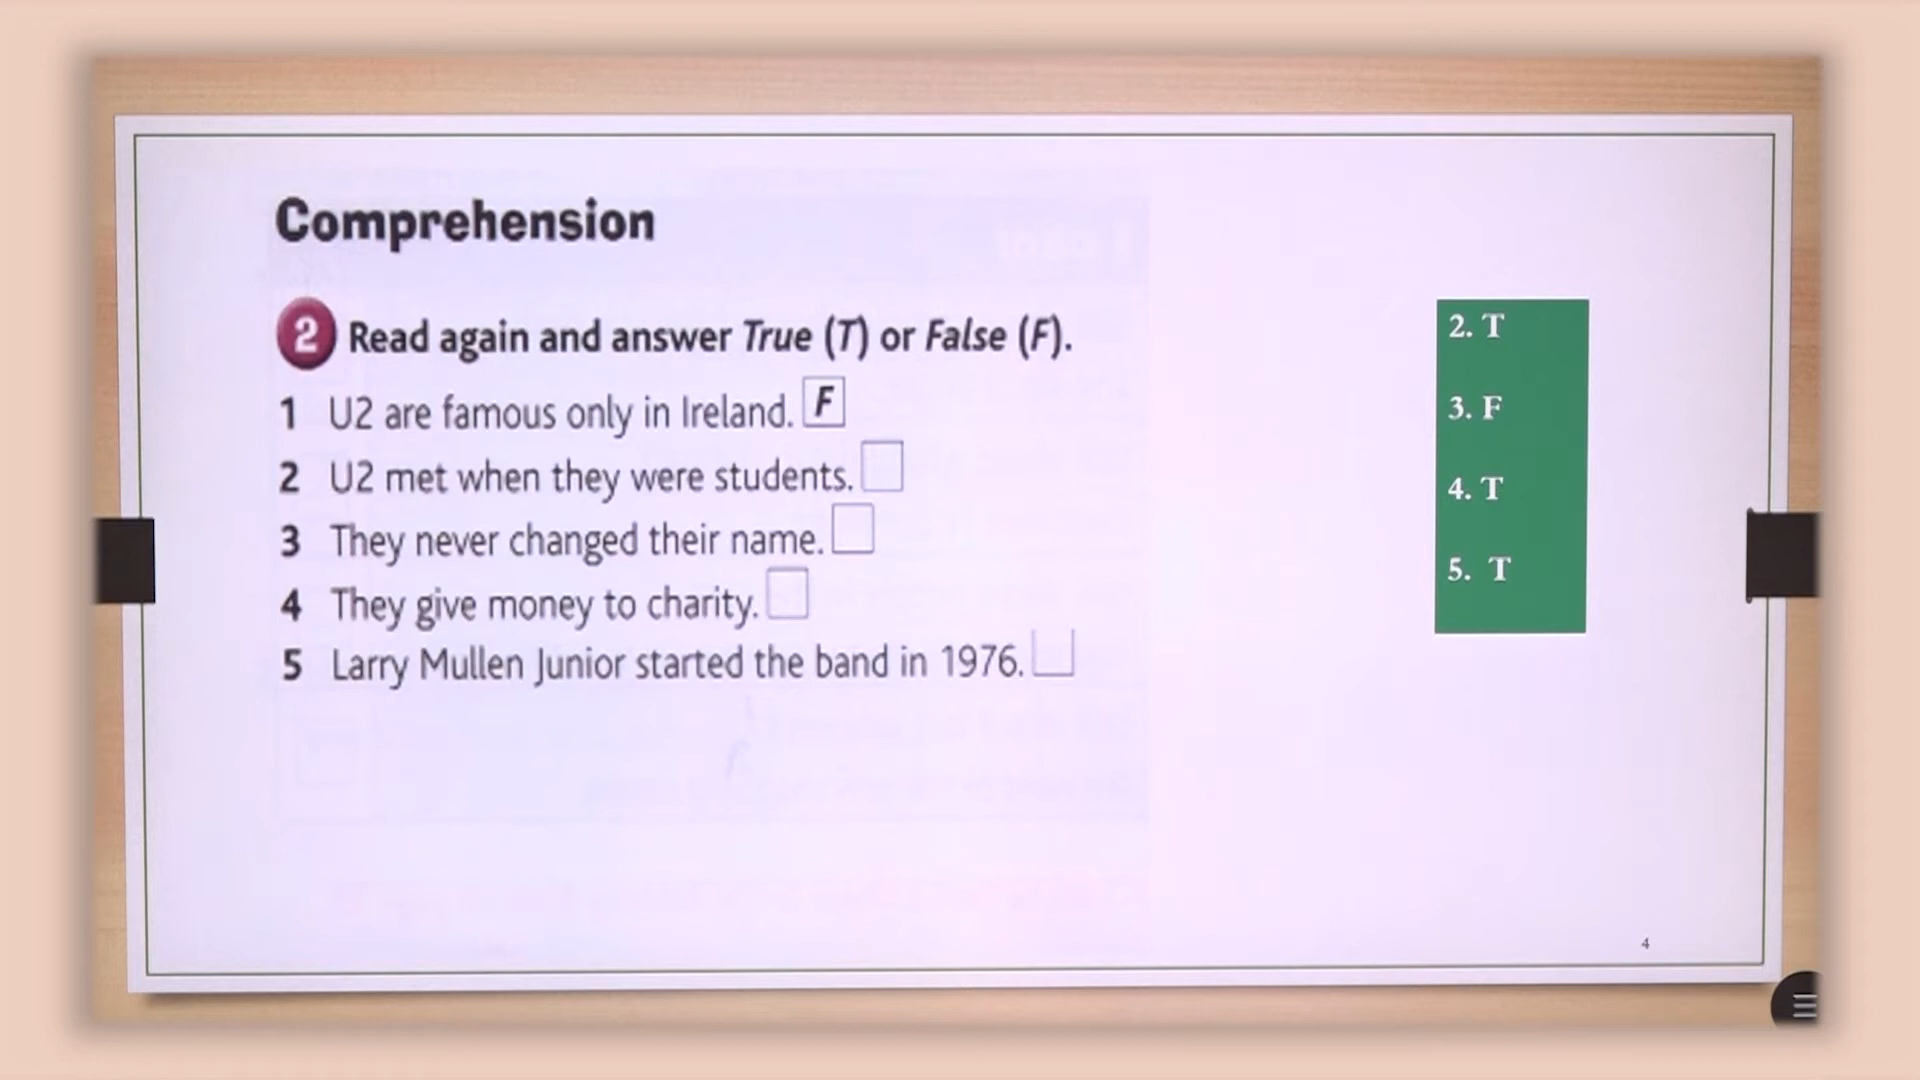 Comprehension
2 Read again and answer True (T) or False (F).
1 U2 are famous only in Ireland. F
2 U2 met when they were students.
3 They never changed their name.
4 They give money to charity.
5 Larry Mullen Junior started the band in 1976.
2. T
3. F
4. T
5. T
4